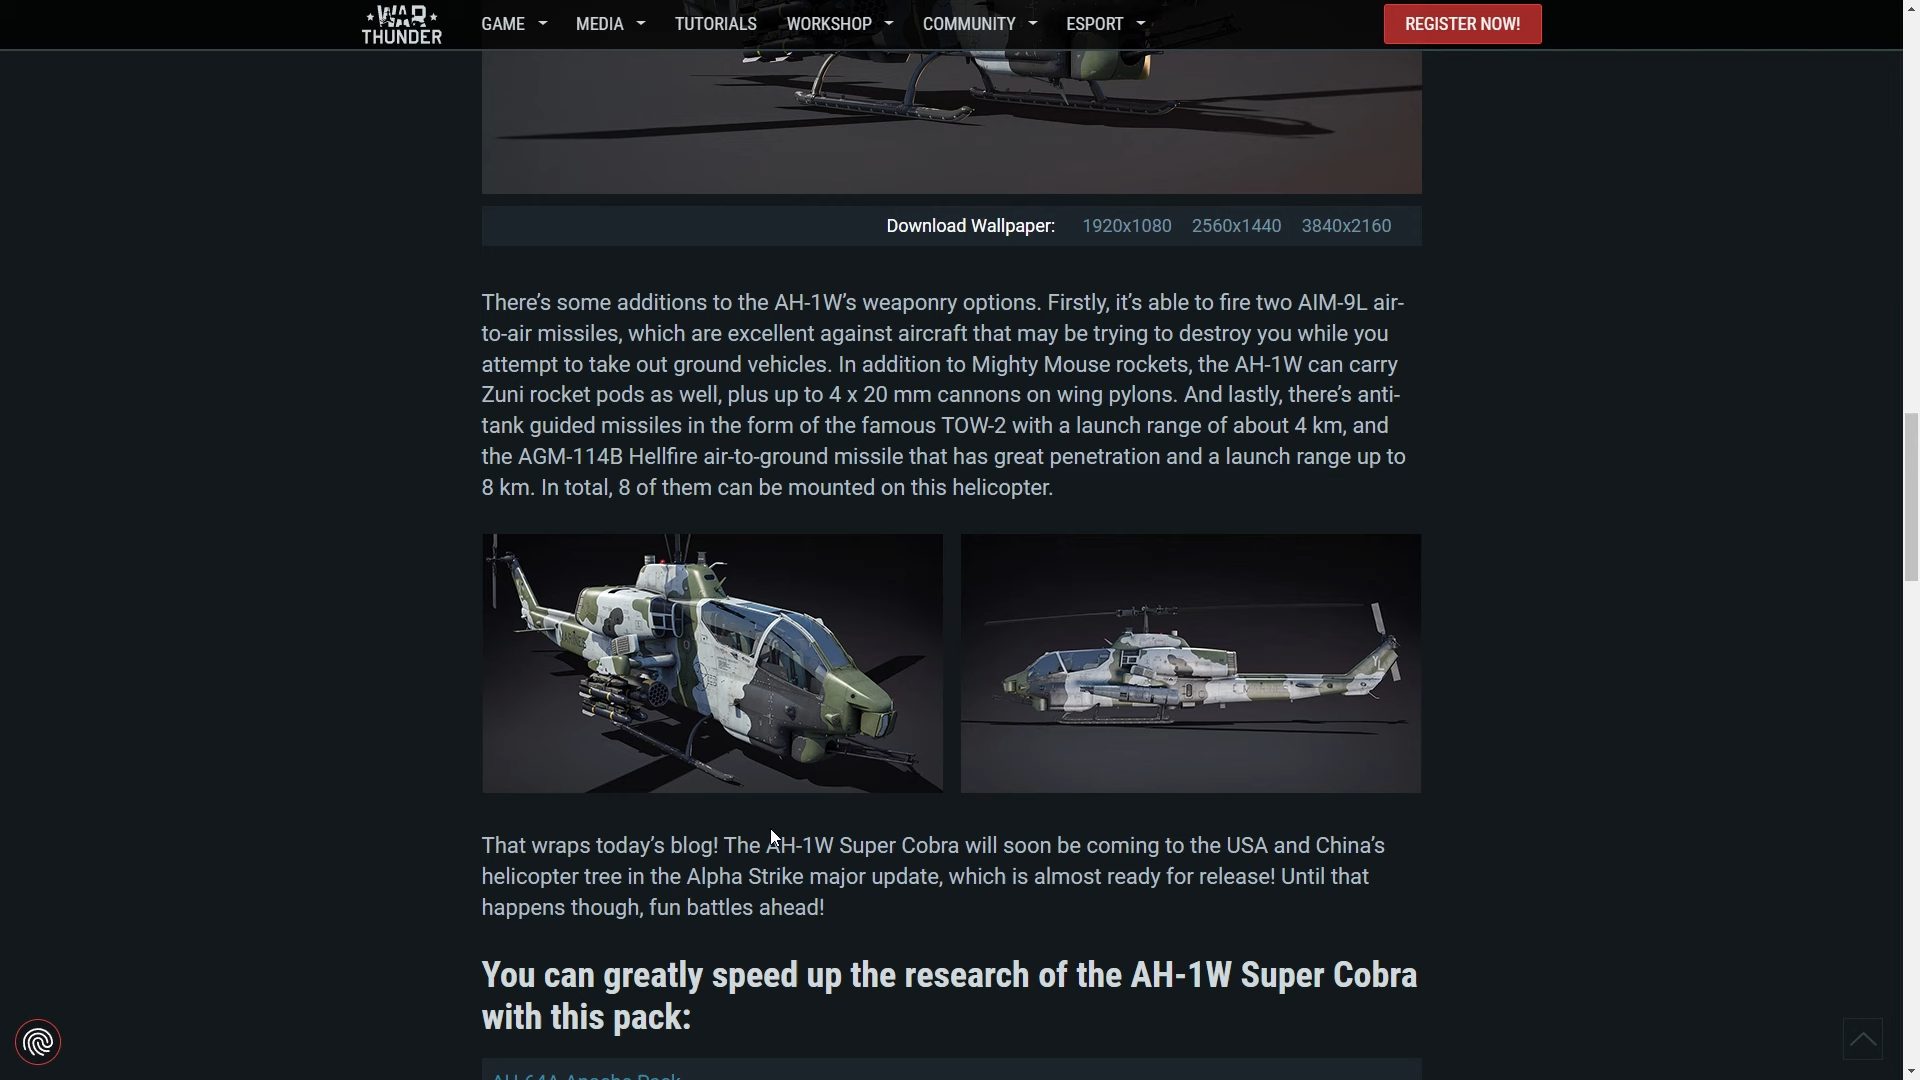 WAR
THUNDER
GAME MEDIA TUTORIALS WORKSHOP COMMUNITY ESPORT REGISTER NOW!
Download Wallpaper: 1920x1080 2560x1440 3840x2160
There’s some additions to the AH-1W’s weaponry options. Firstly, it’s able to fire two AIM-9L air-
to-air missiles, which are excellent against aircraft that may be trying to destroy you while you
attempt to take out ground vehicles. In addition to Mighty Mouse rockets, the AH-1W can carry
Zuni rocket pods as well, plus up to 4 x 20 mm cannons on wing pylons. And lastly, there’s anti-
tank guided missiles in the form of the famous TOW-2 with a launch range of about 4 km, and
the AGM-114B Hellfire air-to-ground missile that has great penetration and a launch range up to
8 km. In total, 8 of them can be mounted on this helicopter.
YL
That wraps today’s blog! The AH-1W Super Cobra will soon be coming to the USA and China’s
helicopter tree in the Alpha Strike major update, which is almost ready for release! Until that
happens though, fun battles ahead!
You can greatly speed up the research of the AH-1W Super Cobra
with this pack:
AH-64A Apache Pack